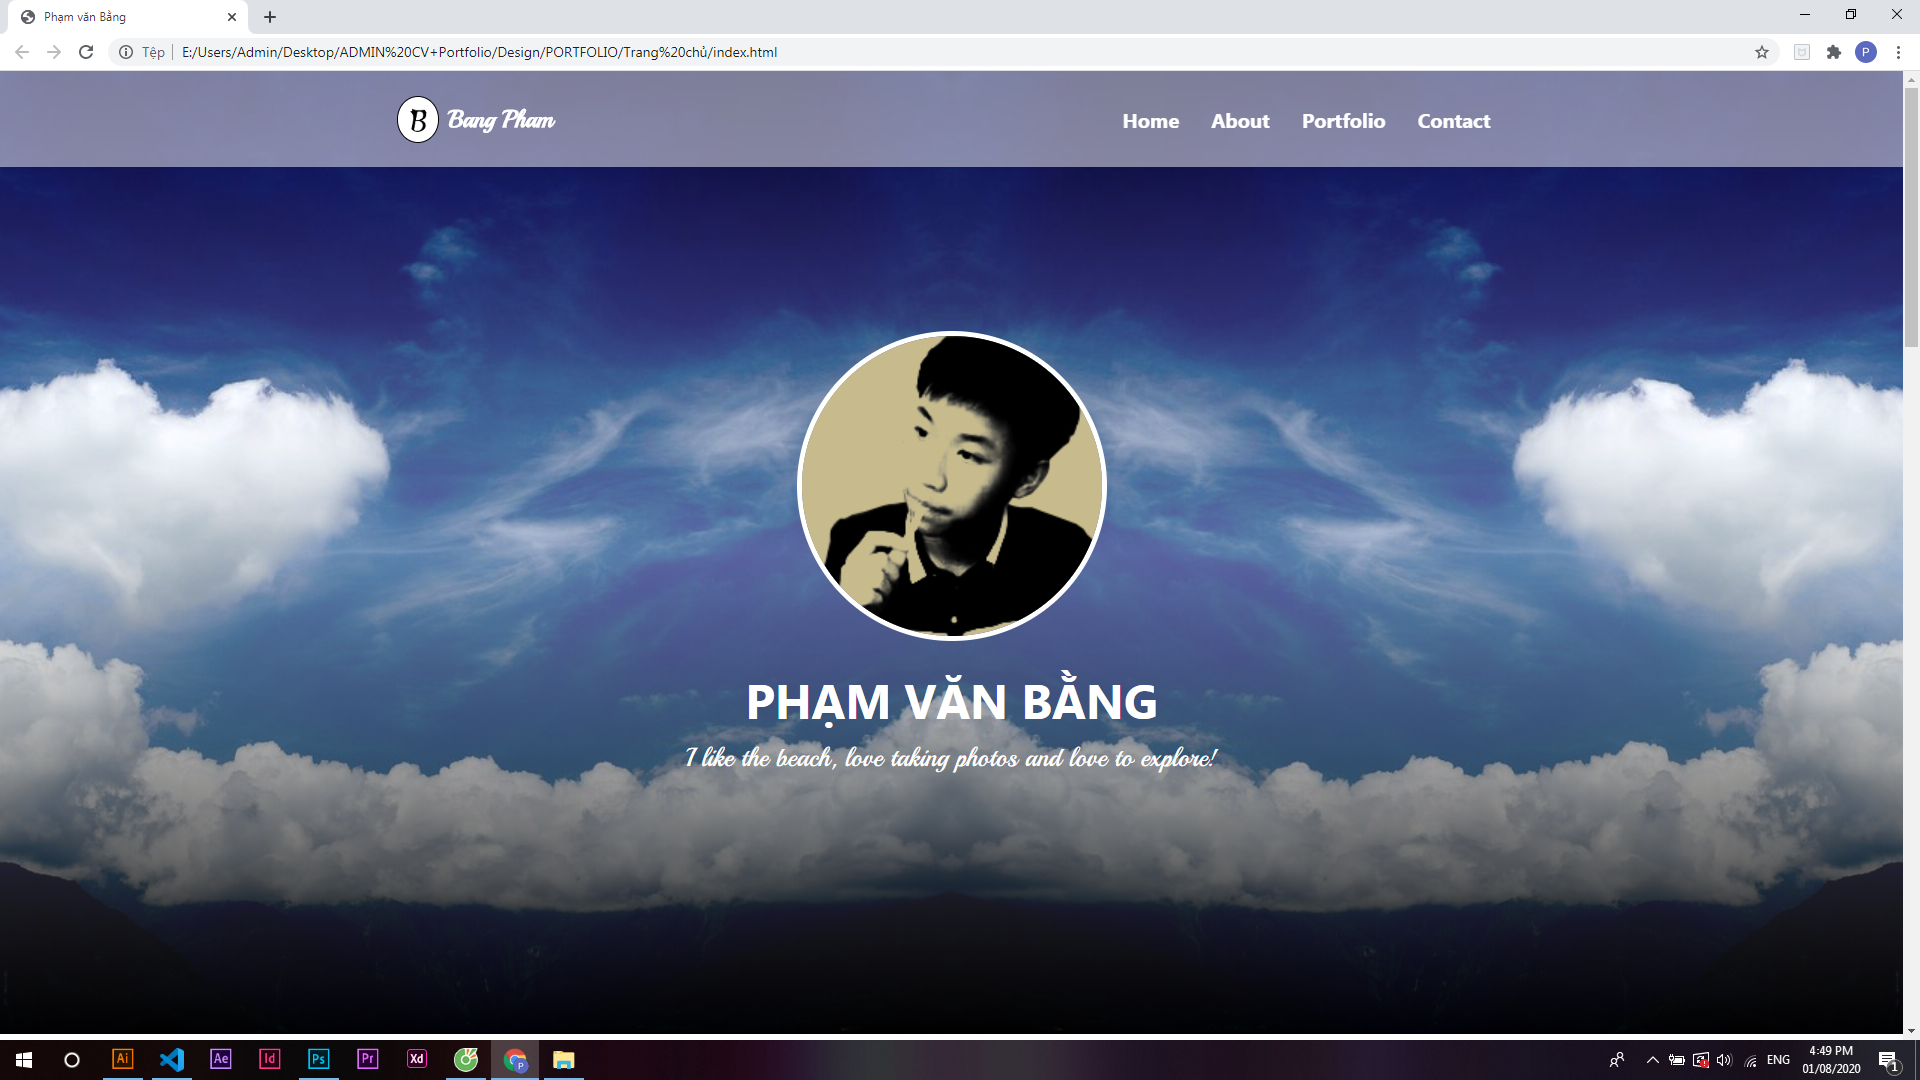 Phạm văn Bằng
Tệp
E:/Users/Admin/Desktop/ADMIN%20CV+Portfolio/Design/PORTFOLIO/Trang%20chủ/index.html
P
B Bang Pham
Home About Portfolio Contact
PHẠM VĂN BẰNG
I like the beach, love taking photos and love to explore!
Ai Ae Id Ps Pr Xd P
ENG
4:49 PM
01/08/2020
1